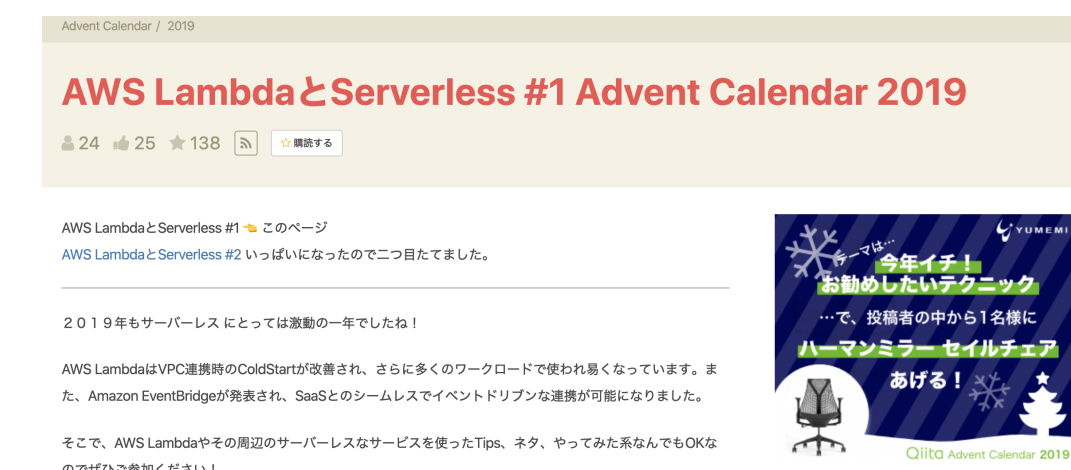 Advent Calendar / 2019
AWS LambdaとServerless #1 Advent Calendar 2019
24 25 138 購読する
AWS LambdaとServerless #1 👈 このページ
AWS LambdaとServerless #2 いっぱいになったので二つ目たてました。
２０１９年もサーバーレス にとっては激動の一年でしたね！
AWS LambdaはVPC連携時のColdStartが改善され、さらに多くのワークロードで使われ易くなっています。ま
た、Amazon EventBridgeが発表され、SaaSとのシームレスでイベントドリブンな連携が可能になりました。
そこで、AWS Lambdaやその周辺のサーバーレスなサービスを使ったTips、ネタ、やってみた系なんでもOKな
のでぜひご参加ください！
YUMEMI
テーマは…
今年イチ！
お勧めしたいテクニック
…で、投稿者の中から1名様に
ハーマンミラー セイルチェア
あげる！
Qiita Advent Calendar 2019